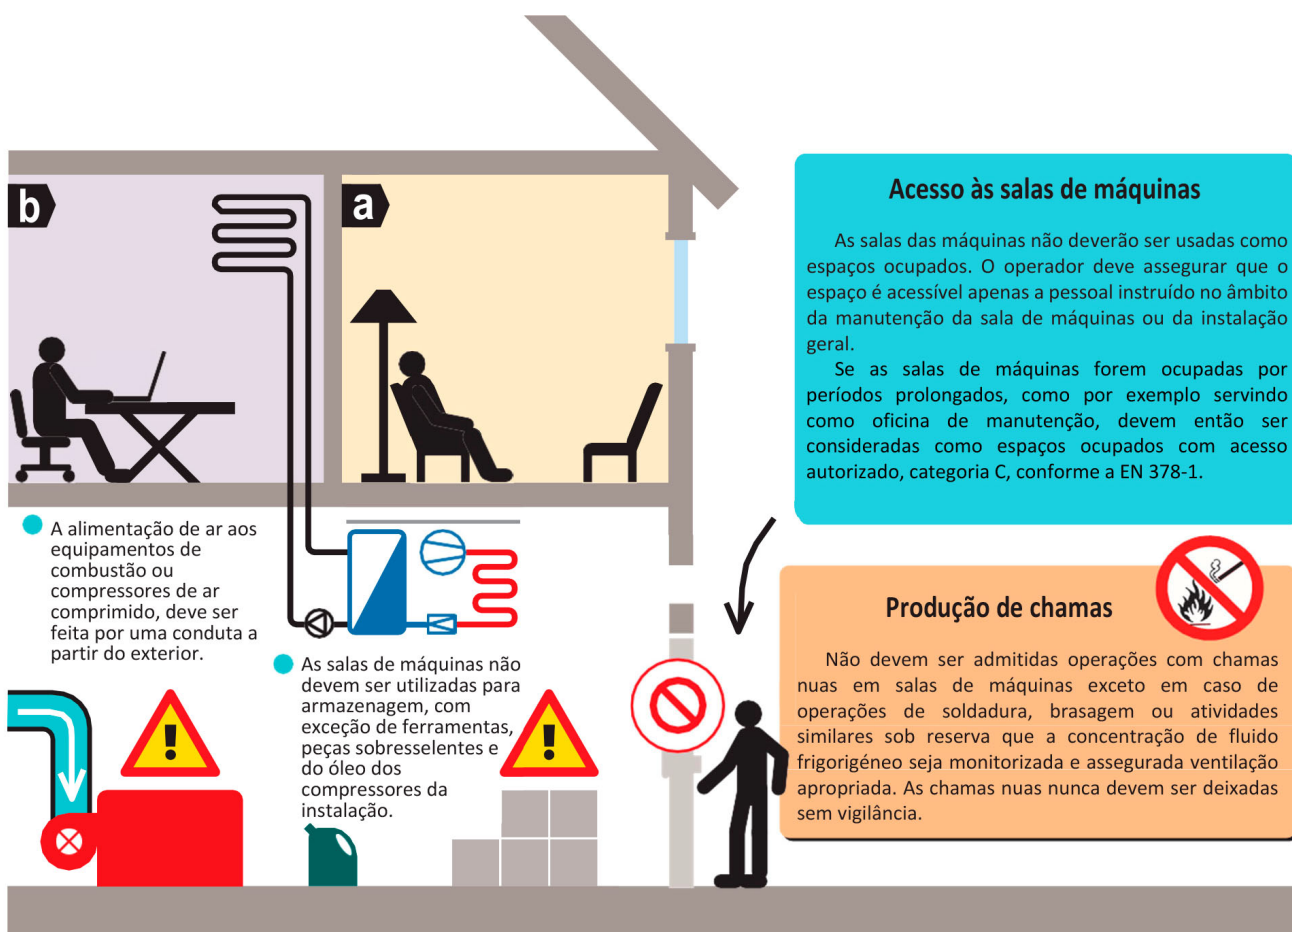 b
a
Acesso às salas de máquinas
As salas das máquinas não deverão ser usadas como
espaços ocupados. O operador deve assegurar que o
espaço é acessível apenas a pessoal instruído no âmbito
da manutenção da sala de máquinas ou da instalação
geral.
Se as salas de máquinas forem ocupadas por
períodos prolongados, como por exemplo servindo
como oficina de manutenção, devem então ser
consideradas como espaços ocupados com acesso
autorizado, categoria C, conforme a EN 378-1.
A alimentação de ar aos
equipamentos de
combustão ou
compressores de ar
comprimido, deve ser
feita por uma conduta a
partir do exterior.
As salas de máquinas não
devem ser utilizadas para
armazenagem, com
exceção de ferramentas,
peças sobresselentes e
do óleo dos
compressores da
instalação.
!
!
Produção de chamas
Não devem ser admitidas operações com chamas
nuas em salas de máquinas exceto em caso de
operações de soldadura, brasagem ou atividades
similares sob reserva que a concentração de fluido
frigorigéneo seja monitorizada e assegurada ventilação
apropriada. As chamas nuas nunca devem ser deixadas
sem vigilância.